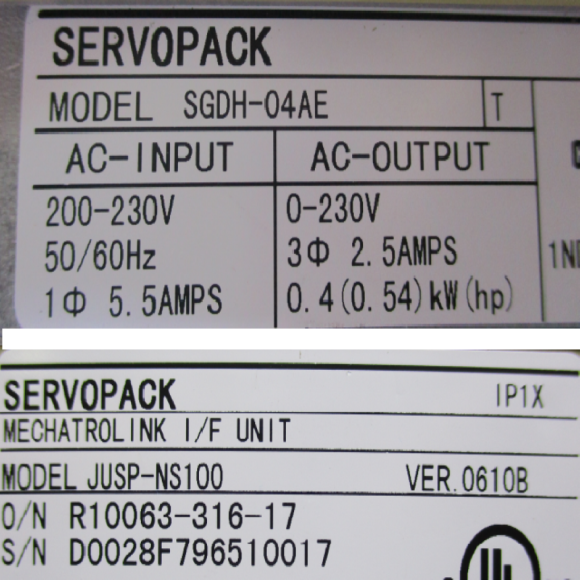 SERVOPACK
MODEL SGDH-04AE T
AC-INPUT AC-OUTPUT
200-230V 0-230V
50/60Hz 3Φ 2.5AMPS
1Φ 5.5AMPS 0.4(0.54)kW(hp)
SERVOPACK IP1X
MECHATROLINK I/F UNIT
MODEL JUSP-NS100 VER.0610B
O/N R10063-316-17
S/N D0028F796510017